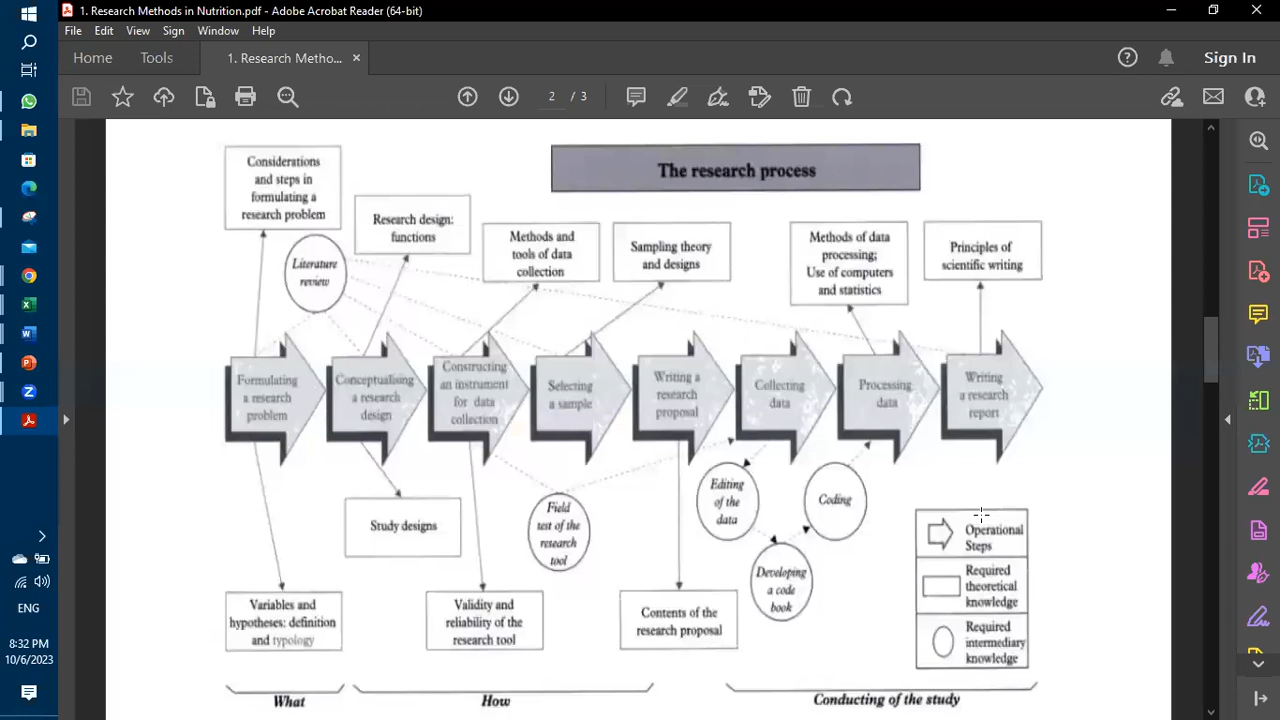 1. Research Methods in Nutrition.pdf - Adobe Acrobat Reader (64-bit)
File Edit View Sign Window Help
Home Tools 1. Research Metho... Sign In
2 / 3
The research process
Considerations
and steps in
formulating a
research problem
Research design:
functions
Methods and
tools of data
collection
Sampling theory
and designs
Methods of data
processing;
Use of computers
and statistics
Principles of
scientific writing
Literature
review
Formulating
a research
problem
Conceptualising
a research
design
Constructing
an instrument
for data
collection
Selecting
a sample
Writing a
research
proposal
Collecting
data
Processing
data
Writing
a research
report
Study designs
Field
test of the
research
tool
Editing
of the
data
Coding
Developing
a code
book
Variables and
hypotheses: definition
and typology
Validity and
reliability of the
research tool
Contents of the
research proposal
Operational
Steps
Required
theoretical
knowledge
Required
intermediary
knowledge
What
How
Conducting of the study
ENG
8:32 PM
10/6/2023